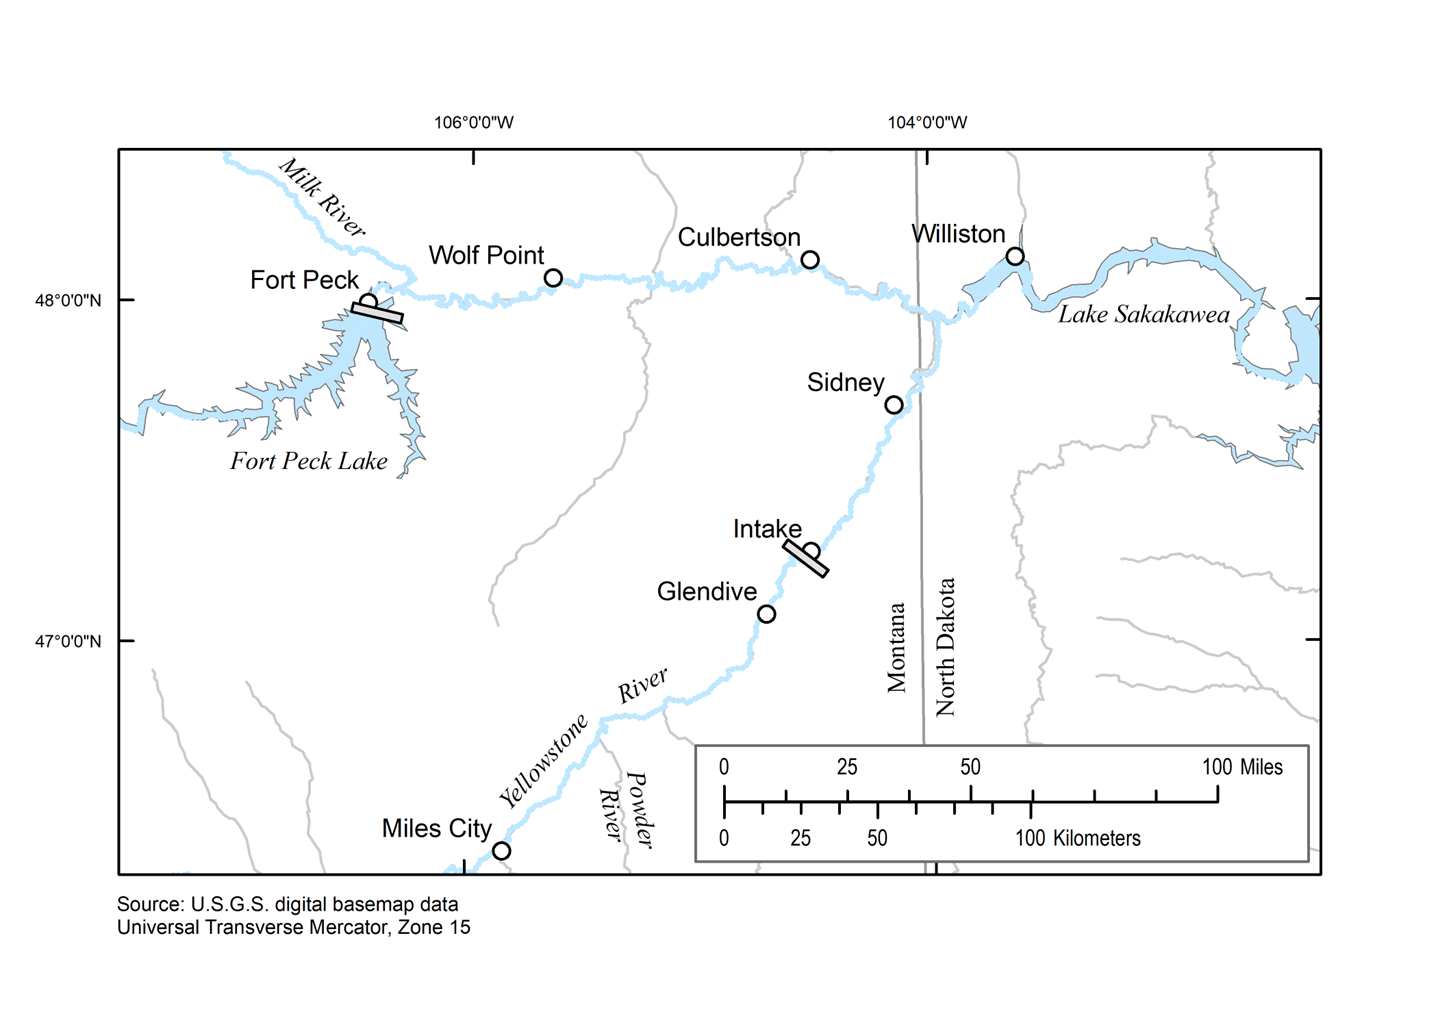 106°0'0"W
104°0'0"W
Milk River
Wolf Point
Culbertson
Williston
Fort Peck
48°0'0"N
Lake Sakakawea
Sidney
Fort Peck Lake
Intake
Glendive
47°0'0"N
Montana
North Dakota
Yellowstone River
Powder
River
Miles City
0 25 50 100 Miles
0 25 50 100 Kilometers
Source: U.S.G.S. digital basemap data
Universal Transverse Mercator, Zone 15